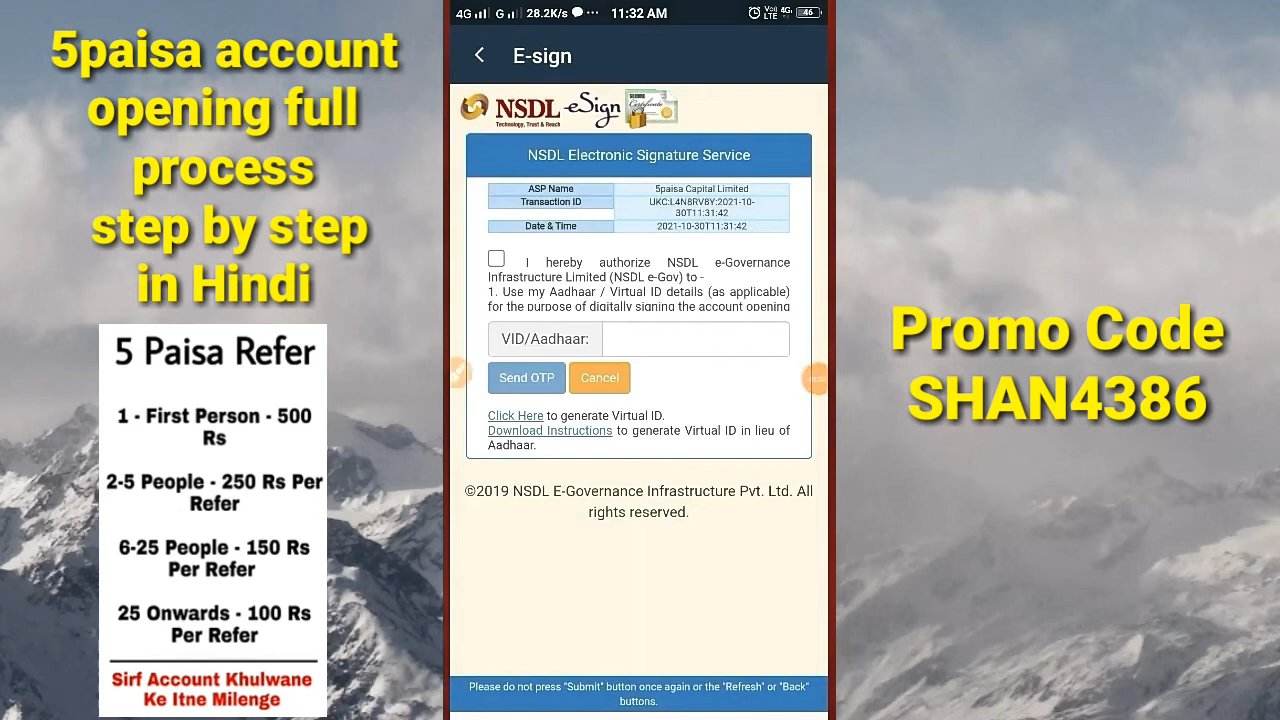 5paisa account
opening full
process
step by step
in Hindi
5 Paisa Refer
1 - First Person - 500
Rs
2-5 People - 250 Rs Per
Refer
6-25 People - 150 Rs
Per Refer
25 Onwards - 100 Rs
Per Refer
Sirf Account Khulwane
Ke Itne Milenge
4G G 28.2K/s ··· 11:32 AM VoLTE 4G 46
E-sign
NSDL eSign
Technology, Trust & Reach
SECURE
Certificate
NSDL Electronic Signature Service
ASP Name 5paisa Capital Limited
Transaction ID UKC:L4N8RV8Y:2021-10-
30T11:31:42
Date & Time 2021-10-30T11:31:42
I hereby authorize NSDL e-Governance
Infrastructure Limited (NSDL e-Gov) to -
1. Use my Aadhaar / Virtual ID details (as applicable)
for the purpose of digitally signing the account opening
VID/Aadhaar:
Send OTP Cancel
Click Here to generate Virtual ID.
Download Instructions to generate Virtual ID in lieu of
Aadhaar.
©2019 NSDL E-Governance Infrastructure Pvt. Ltd. All
rights reserved.
Please do not press "Submit" button once again or the "Refresh" or "Back"
buttons.
Promo Code
SHAN4386